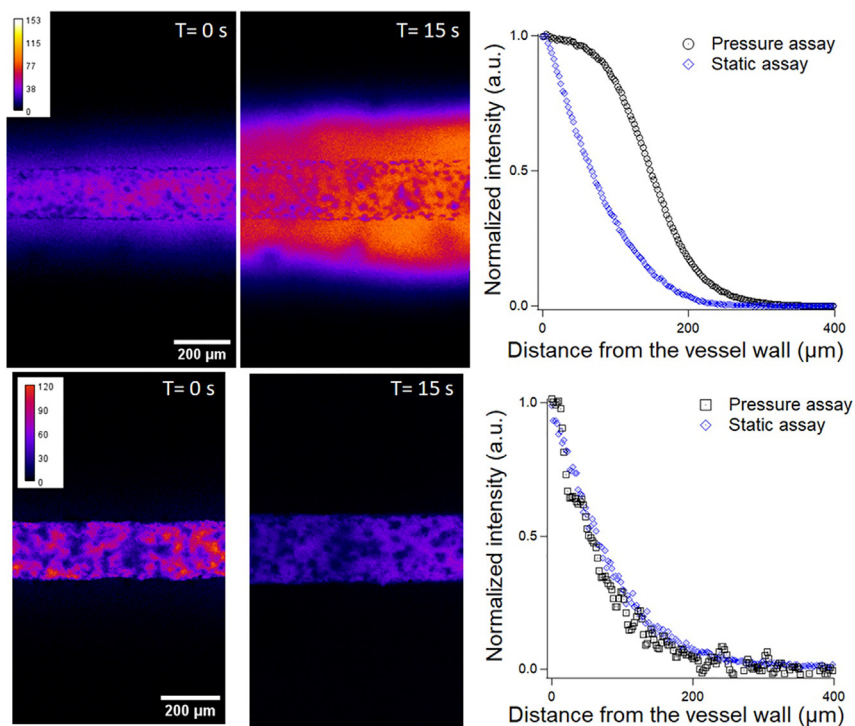 153
115
77
38
0
T= 0 s
T= 15 s
200 µm
Normalized intensity (a.u.)
1.0
0.5
0.0
Pressure assay
Static assay
0
200
400
Distance from the vessel wall (µm)
120
90
60
30
0
T= 0 s
T= 15 s
200 µm
Normalized intensity (a.u.)
1.0
0.5
0.0
Pressure assay
Static assay
0
200
400
Distance from the vessel wall (µm)